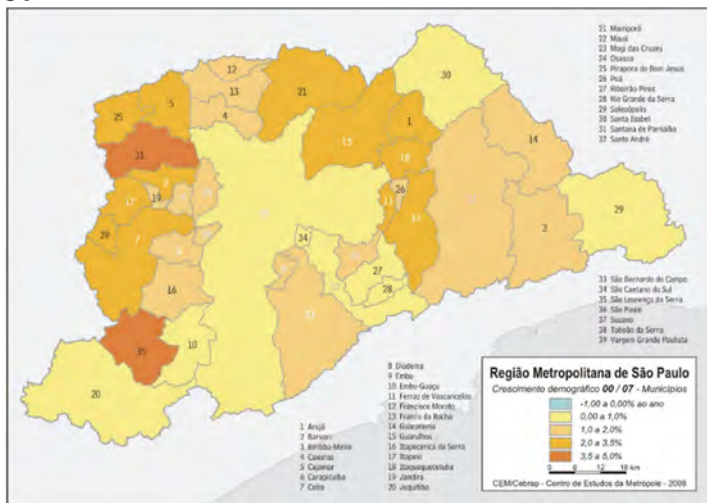 21 Mairiporã
22 Mauá
23 Mogi das Cruzes
24 Osasco
25 Pirapora do Bom Jesus
26 Poá
27 Ribeirão Pires
28 Rio Grande da Serra
29 Salesópolis
30 Santa Isabel
31 Santana de Parnaíba
32 Santo André
12
13
4
21
30
25
5
1
15
31
18
14
19
26
17
39
7
11
37
29
3
34
27
28
16
33
35
10
20
33 São Bernardo do Campo
34 São Caetano do Sul
35 São Lourenço da Serra
36 São Paulo
37 Suzano
38 Taboão da Serra
39 Vargem Grande Paulista
8 Diadema
9 Embu
10 Embu-Guaçu
11 Ferraz de Vasconcelos
12 Francisco Morato
13 Franco da Rocha
14 Guararema
15 Guarulhos
16 Itapecerica da Serra
17 Itapevi
18 Itaquaquecetuba
19 Jandira
20 Juquitiba
1 Arujá
2 Barueri
3 Biritiba-Mirim
4 Caieiras
5 Cajamar
6 Carapicuíba
7 Cotia
Região Metropolitana de São Paulo
Crescimento demográfico 00 / 07 - Municípios
-1,00 a 0,00% ao ano
0,00 a 1,0%
1,0 a 2,0%
2,0 a 3,5%
3,5 a 5,0%
0 6 12 18 km
CEM/Cebrap - Centro de Estudos da Metrópole - 2008